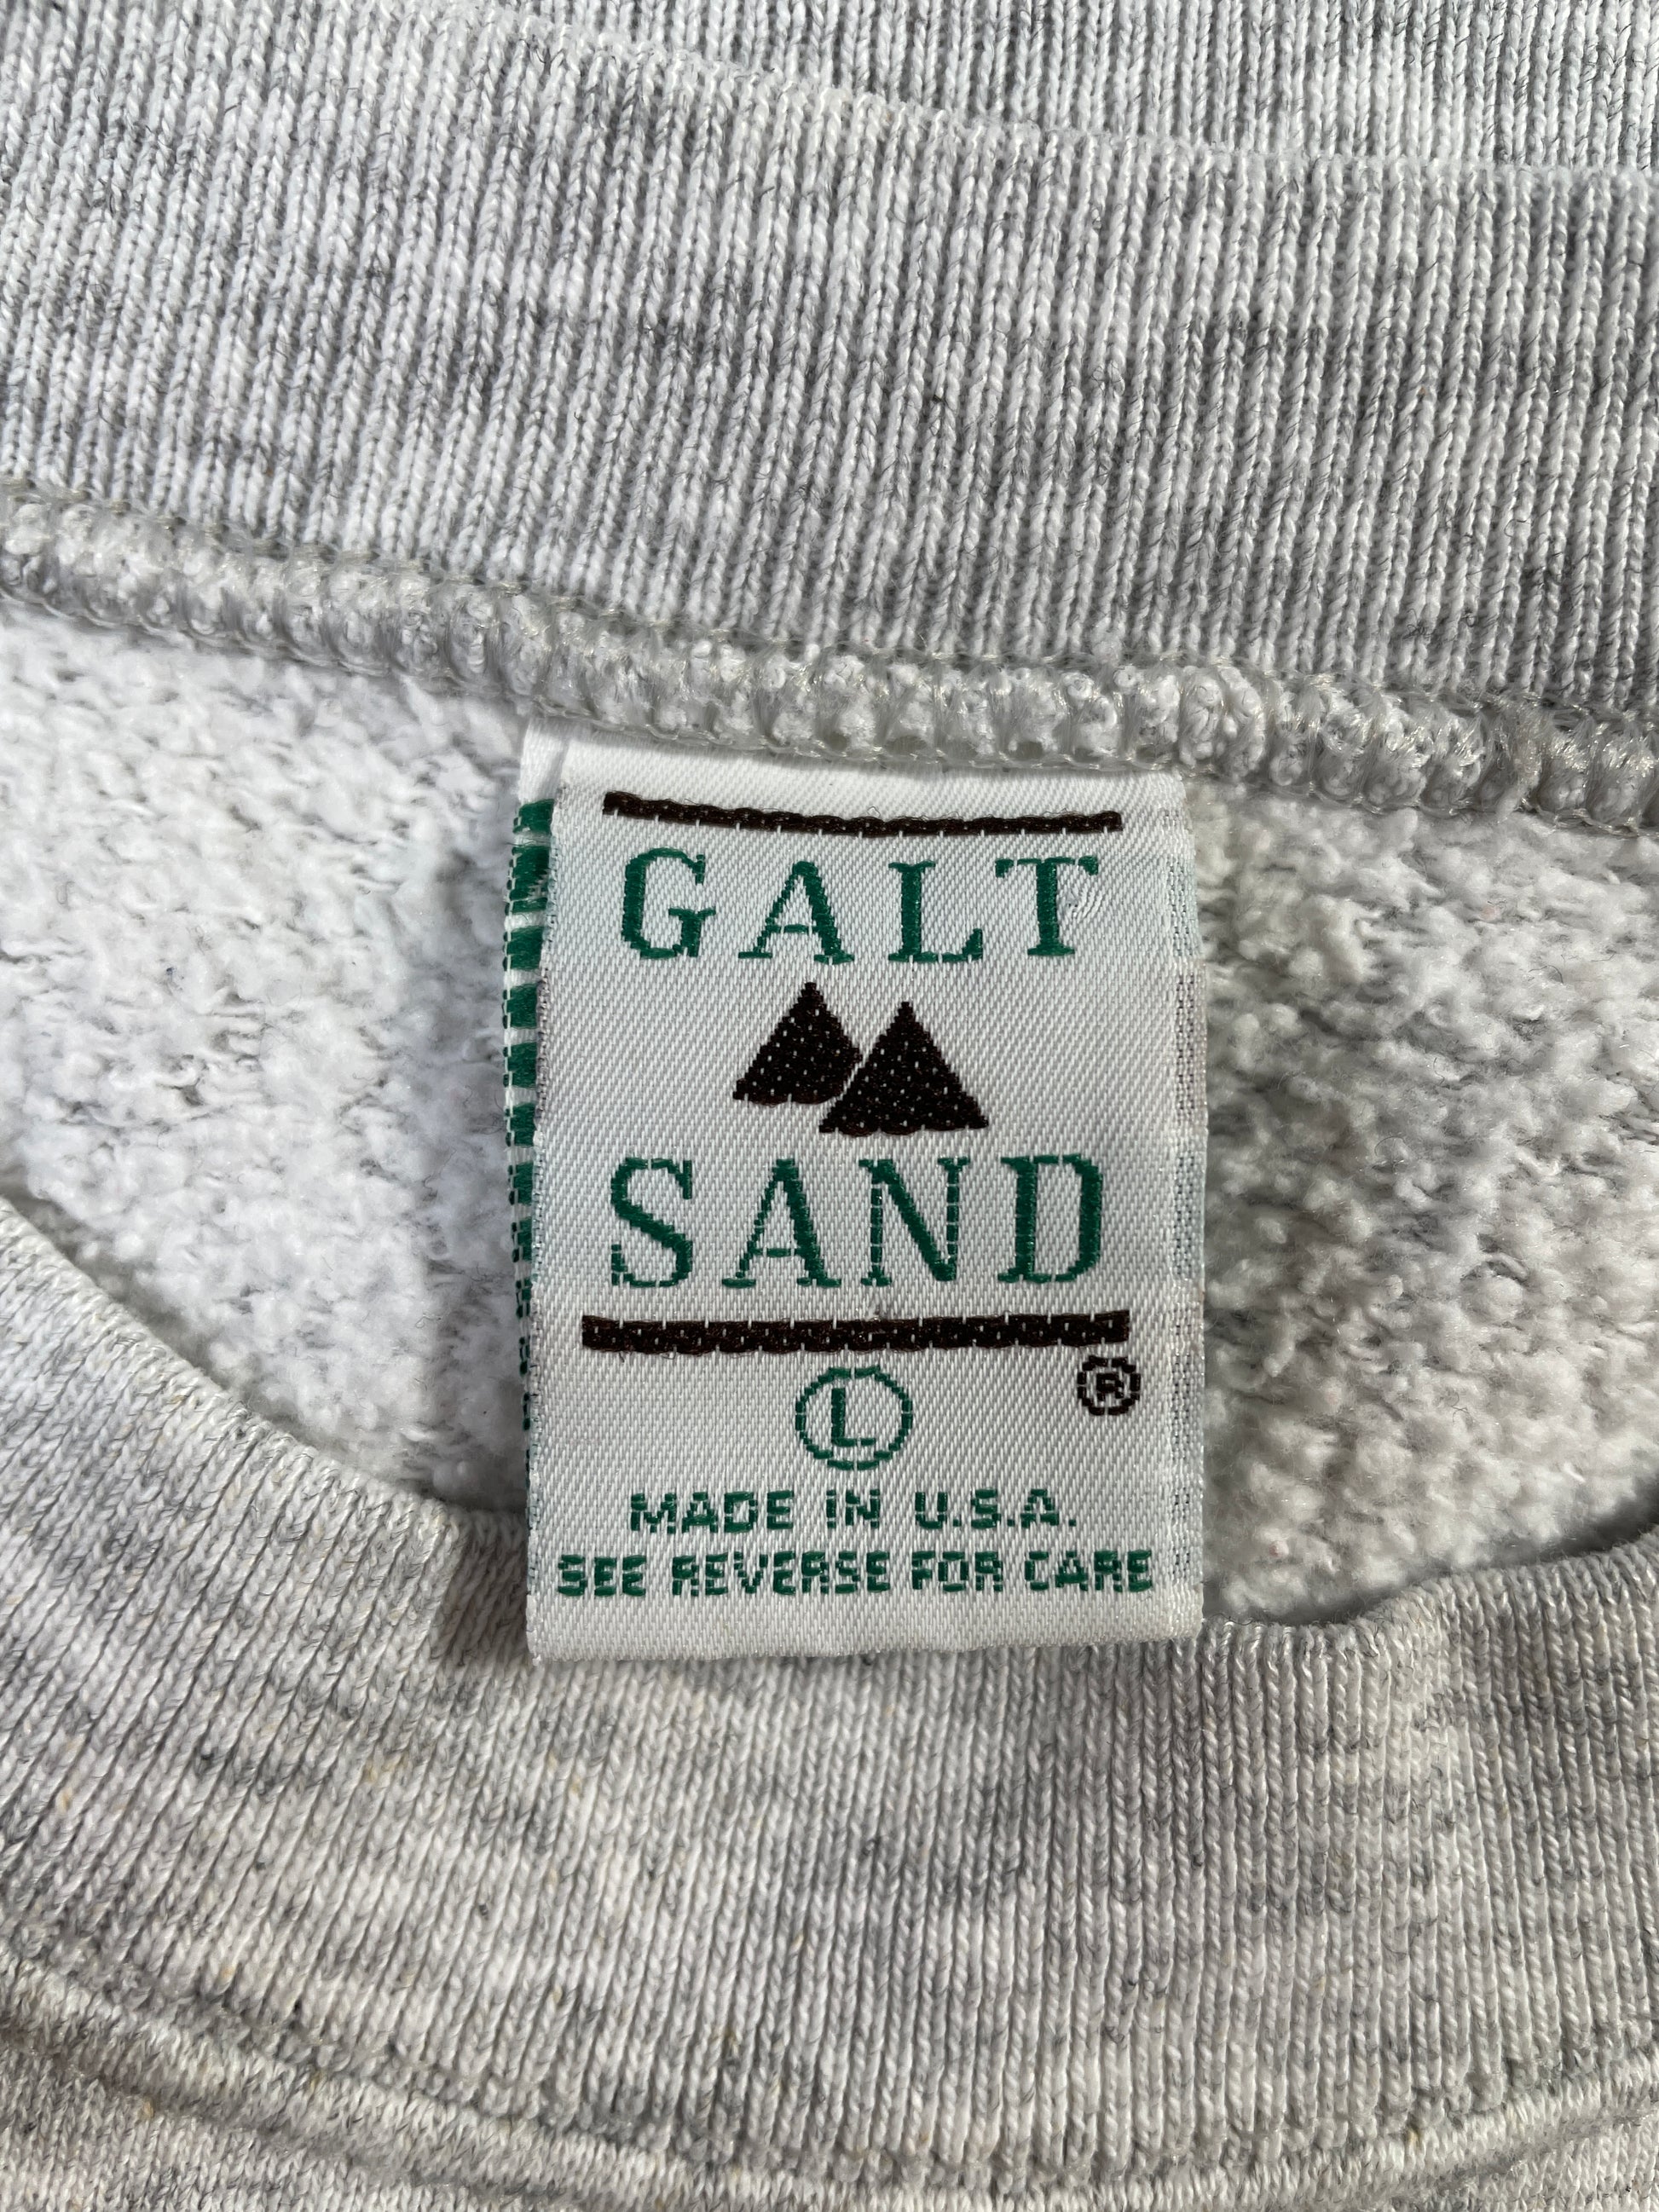 GALT
SAND
®
L
MADE IN U.S.A.
SEE REVERSE FOR CARE